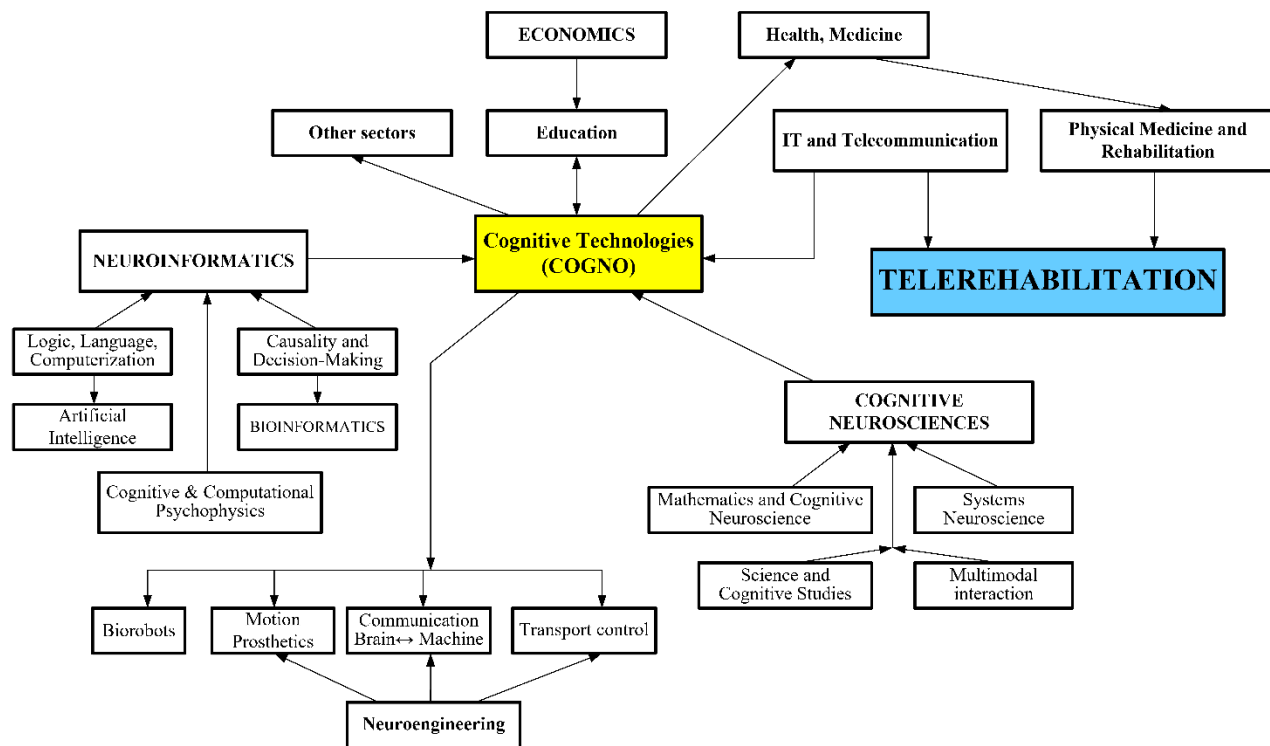 ECONOMICS
Health, Medicine
Other sectors
Education
IT and Telecommunication
Physical Medicine and
Rehabilitation
NEUROINFORMATICS
Cognitive Technologies
(COGNO)
TELEREHABILITATION
Logic, Language,
Computerization
Causality and
Decision-Making
Artificial
Intelligence
BIOINFORMATICS
Cognitive & Computational
Psychophysics
COGNITIVE
NEUROSCIENCES
Mathematics and Cognitive
Neuroscience
Systems
Neuroscience
Science and
Cognitive Studies
Multimodal
interaction
Biorobots
Motion
Prosthetics
Communication
Brain↔ Machine
Transport control
Neuroengineering